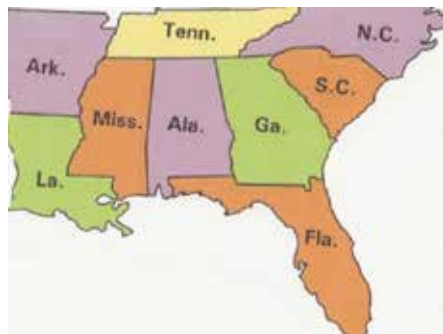 Tenn.
N.C.
Ark.
S.C.
Miss.
Ala.
Ga.
La.
Fla.